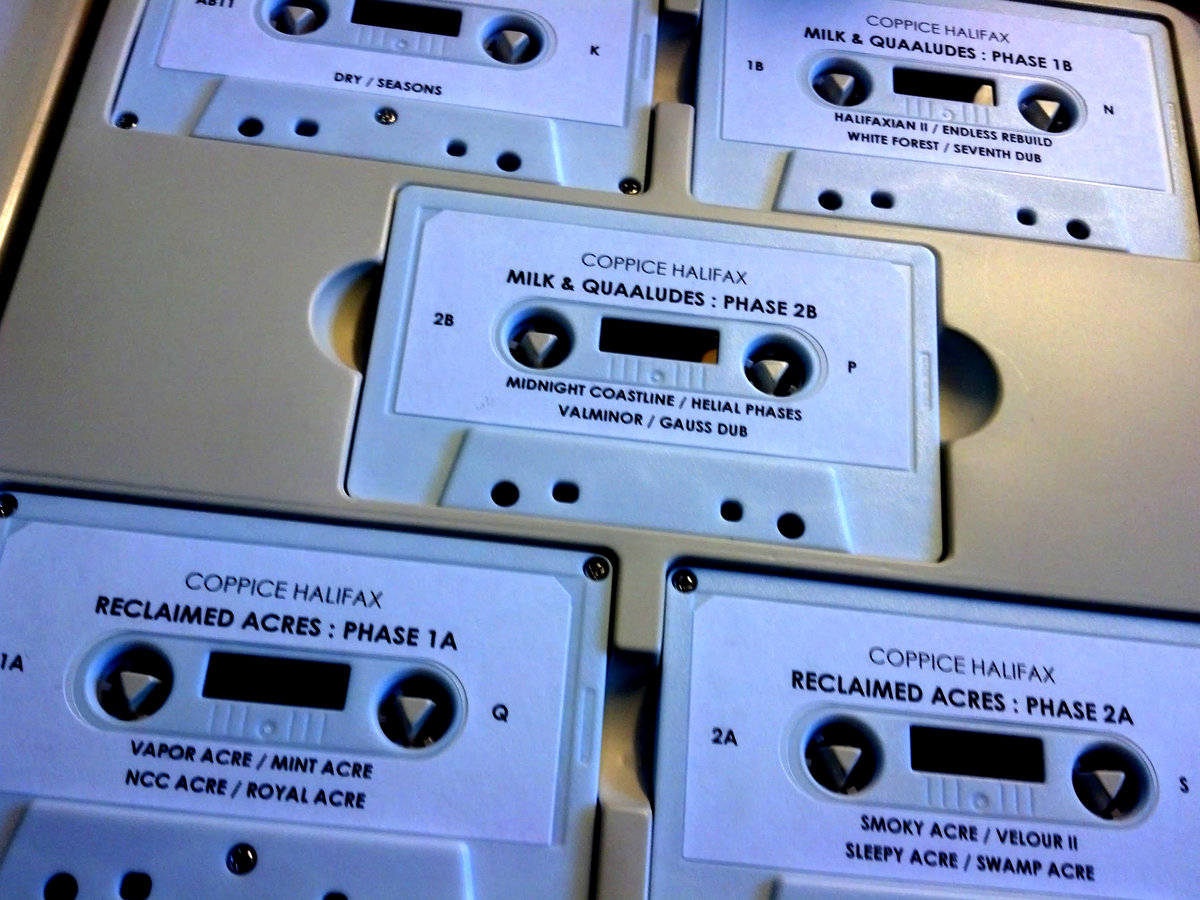 AB11
K
DRY / SEASONS
COPPICE HALIFAX
MILK & QUAALUDES : PHASE 1B
1B
N
HALIFAXIAN II / ENDLESS REBUILD
WHITE FOREST / SEVENTH DUB
COPPICE HALIFAX
MILK & QUAALUDES : PHASE 2B
2B
P
MIDNIGHT COASTLINE / HELIAL PHASES
VALMINOR / GAUSS DUB
COPPICE HALIFAX
RECLAIMED ACRES : PHASE 1A
1A
Q
VAPOR ACRE / MINT ACRE
NCC ACRE / ROYAL ACRE
COPPICE HALIFAX
RECLAIMED ACRES : PHASE 2A
2A
S
SMOKY ACRE / VELOUR II
SLEEPY ACRE / SWAMP ACRE